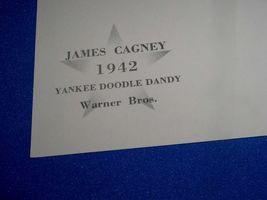 JAMES CAGNEY
1942
YANKEE DOODLE DANDY
Warner Bros.